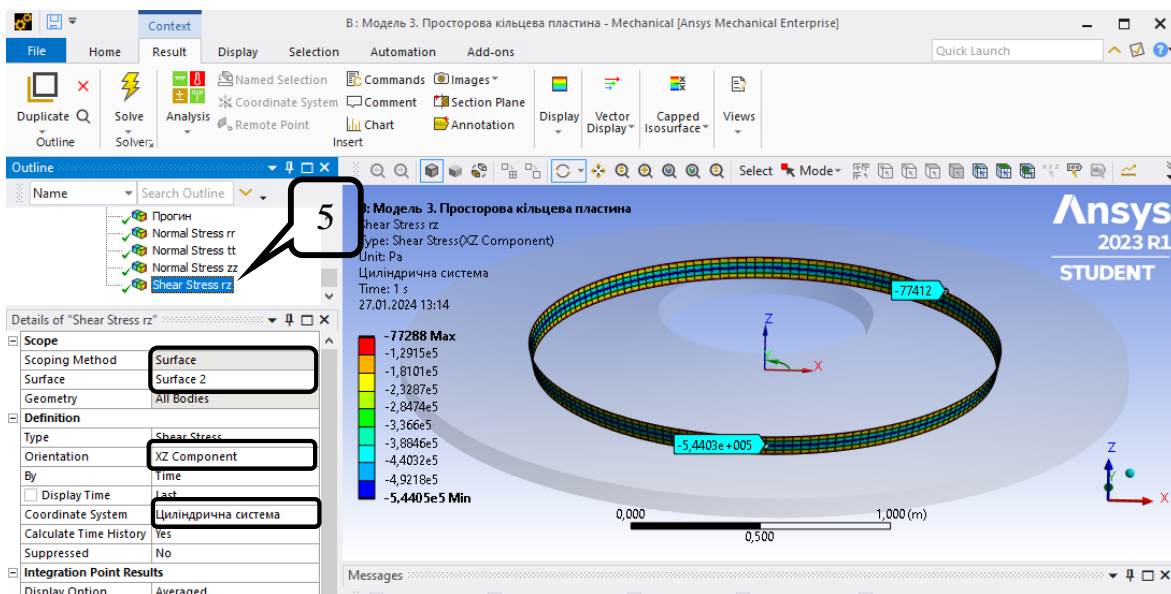 Context
B : Модель 3. Просторова кільцева пластина - Mechanical [Ansys Mechanical Enterprise]
File
Home
Result
Display
Selection
Automation
Add-ons
Quick Launch
Duplicate
Outline
Solve
Solver
Analysis
Named Selection
Coordinate System
Remote Point
Commands
Comment
Chart
Images
Section Plane
Annotation
Insert
Display
Vector Display
Capped Isosurface
Views
Outline
Name
Search Outline
Select
Mode
Прогин
Normal Stress rr
Normal Stress tt
Normal Stress zz
Shear Stress rz
5
Details of "Shear Stress rz"
Scope
Scoping Method Surface
Surface Surface 2
Geometry All Bodies
Definition
Type Shear Stress
Orientation XZ Component
By Time
Display Time Last
Coordinate System Циліндрична система
Calculate Time History Yes
Suppressed No
Integration Point Results
Display Option Averaged
B: Модель 3. Просторова кільцева пластина
Shear Stress rz
Type: Shear Stress(XZ Component)
Unit: Pa
Циліндрична система
Time: 1 s
27.01.2024 13:14
-77288 Max
-1,2915e5
-1,8101e5
-2,3287e5
-2,8474e5
-3,366e5
-3,8846e5
-4,4032e5
-4,9218e5
-5,4405e5 Min
-77412
-5,4403e+005
Z
Y
X
0,000
1,000 (m)
0,500
Z
X
Ansys
2023 R1
STUDENT
Messages